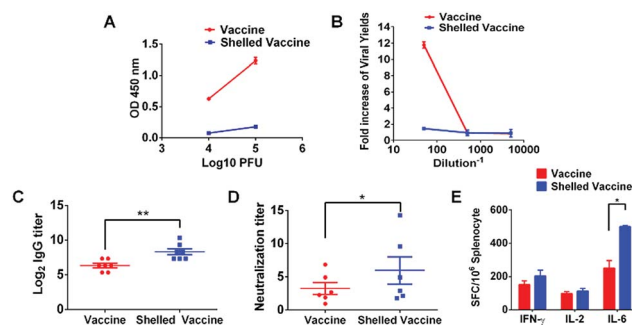 A
Vaccine
Shelled Vaccine
OD 450 nm
1.5
1.0
0.5
0.0
3 4 5 6
Log10 PFU
B
Vaccine
Shelled Vaccine
Fold increase of Viral Yields
14
12
10
8
6
4
2
0
10 100 1000 10000
Dilution-1
C
Log2 IgG titer
15
10
5
0
**
Vaccine Shelled Vaccine
D
Neutralization titer
15
10
5
0
*
Vaccine Shelled Vaccine
E
Vaccine
Shelled Vaccine
SFC/10⁶ Splenocyte
800
600
400
200
0
*
IFN-γ IL-2 IL-6